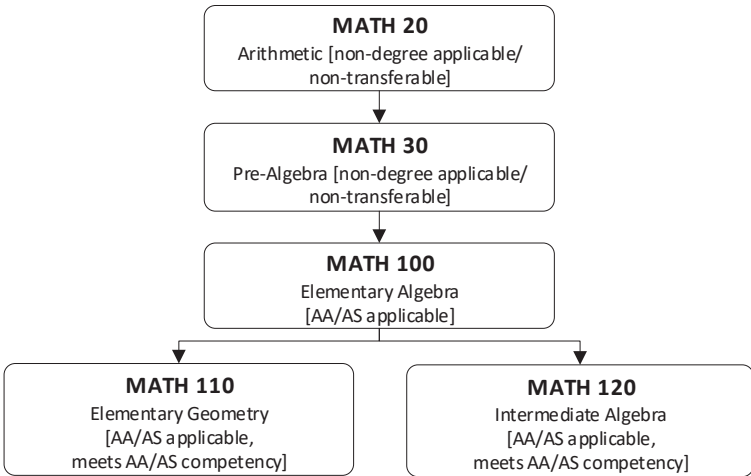 MATH 20
Arithmetic [non-degree applicable/
non-transferable]
MATH 30
Pre-Algebra [non-degree applicable/
non-transferable]
MATH 100
Elementary Algebra
[AA/AS applicable]
MATH 110
Elementary Geometry
[AA/AS applicable,
meets AA/AS competency]
MATH 120
Intermediate Algebra
[AA/AS applicable,
meets AA/AS competency]